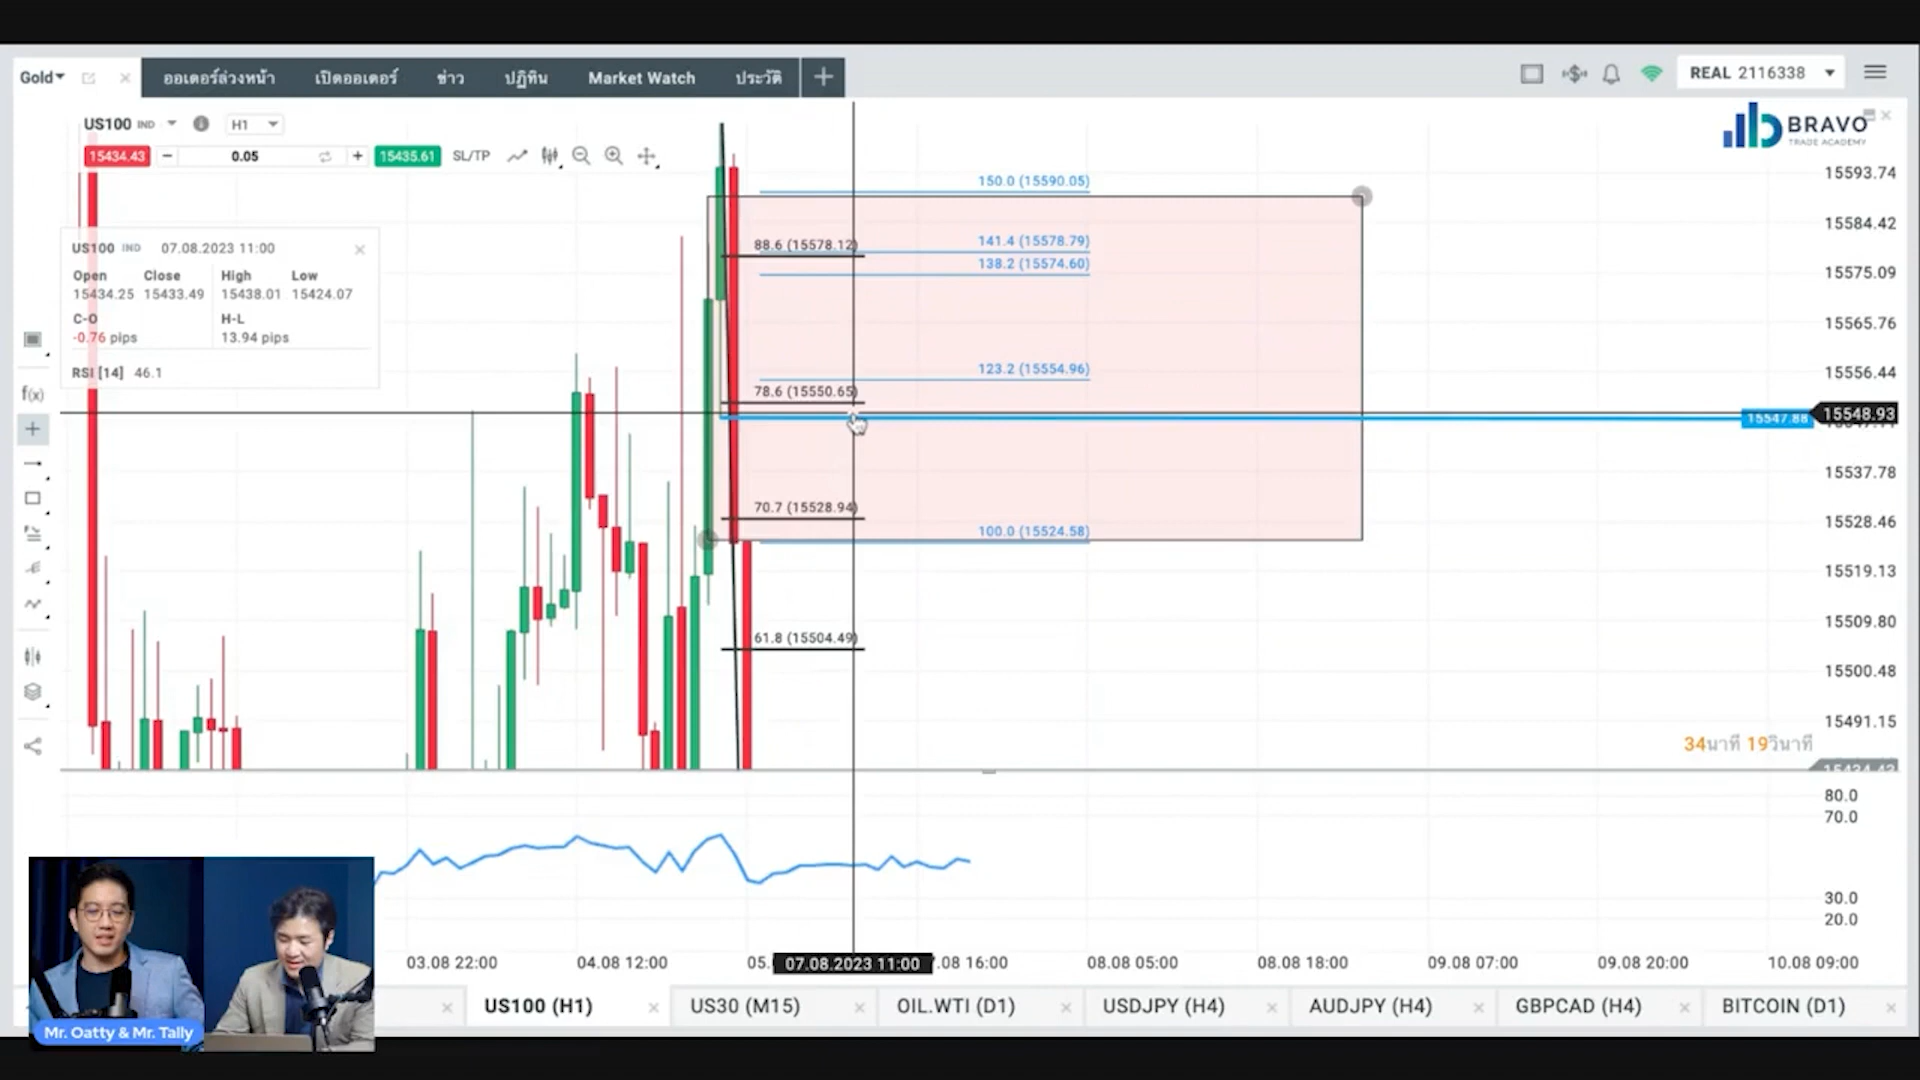 Gold
ออเดอร์ล่วงหน้า
เปิดออเดอร์
ข่าว
ปฏิทิน
Market Watch
ประวัติ
REAL 2116338
US100 IND
H1
BRAVO
TRADE ACADEMY
15434.43
0.05
15435.61
SL/TP
15593.74
150.0 (15590.05)
15584.42
US100 IND 07.08.2023 11:00
88.6 (15578.12)
141.4 (15578.79)
138.2 (15574.60)
15575.09
Open Close High Low
15434.25 15433.49 15438.01 15424.07
C-O H-L
-0.76 pips 13.94 pips
15565.76
RSI [14] 46.1
123.2 (15554.96)
15556.44
f(x)
78.6 (15550.65)
15547.88
15548.93
15537.78
70.7 (15528.94)
15528.46
100.0 (15524.58)
15519.13
15509.80
61.8 (15504.49)
15500.48
15491.15
34นาที 19วินาที
15434.43
80.0
70.0
30.0
20.0
03.08 22:00
04.08 12:00
05.
07.08.2023 11:00
7.08 16:00
08.08 05:00
08.08 18:00
09.08 07:00
09.08 20:00
10.08 09:00
US100 (H1)
US30 (M15)
OIL.WTI (D1)
USDJPY (H4)
AUDJPY (H4)
GBPCAD (H4)
BITCOIN (D1)
Mr. Oatty & Mr. Tally